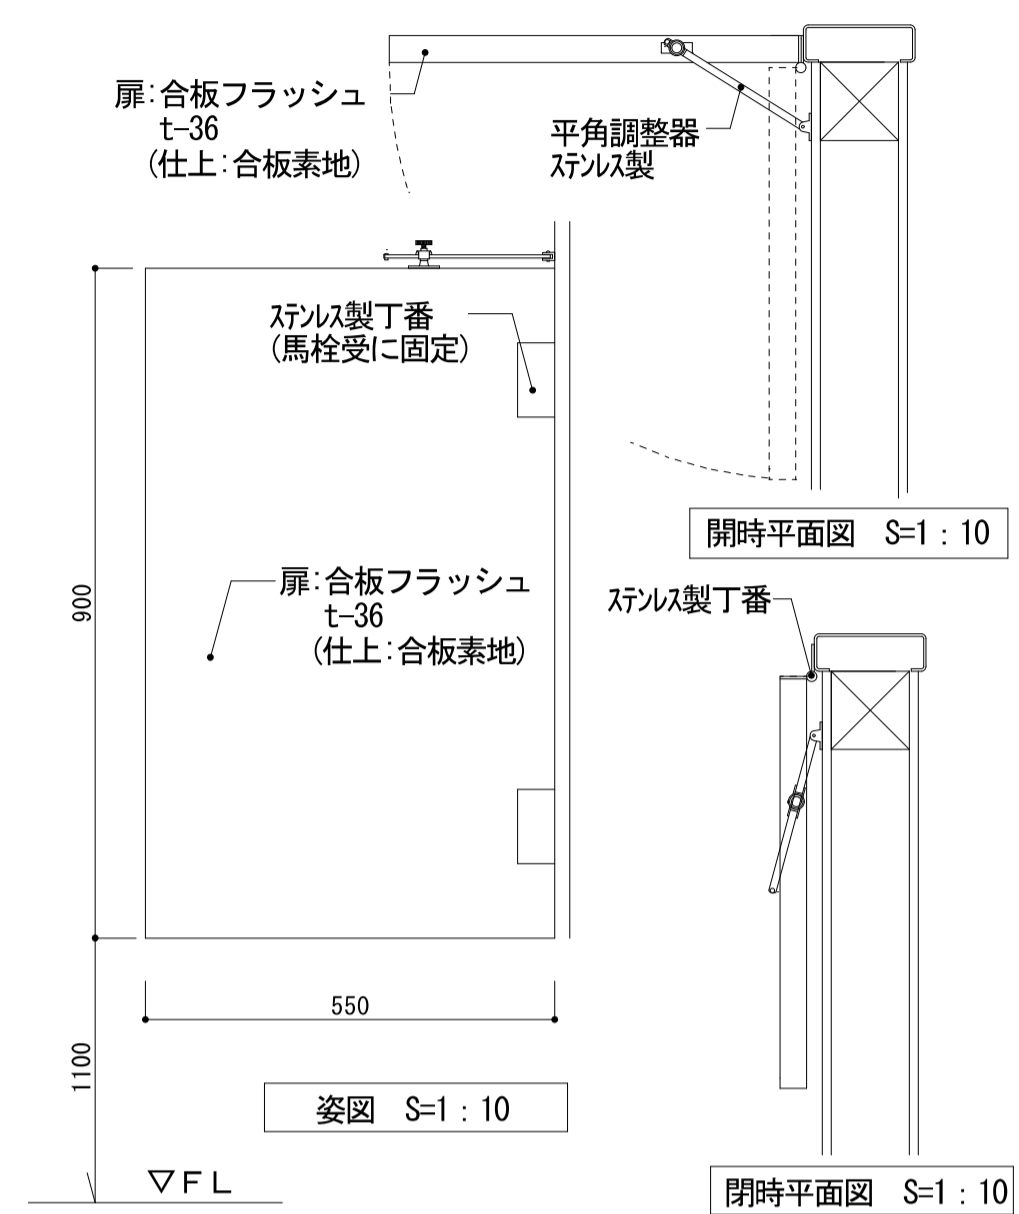 扉:合板フラッシュ
t-36
(仕上:合板素地)
平角調整器
ステンレス製
ステンレス製丁番
(馬栓受に固定)
開時平面図 S=1:10
扉:合板フラッシュ
t-36
(仕上:合板素地)
ステンレス製丁番
900
550
1100
姿図 S=1:10
▽FL
閉時平面図 S=1:10